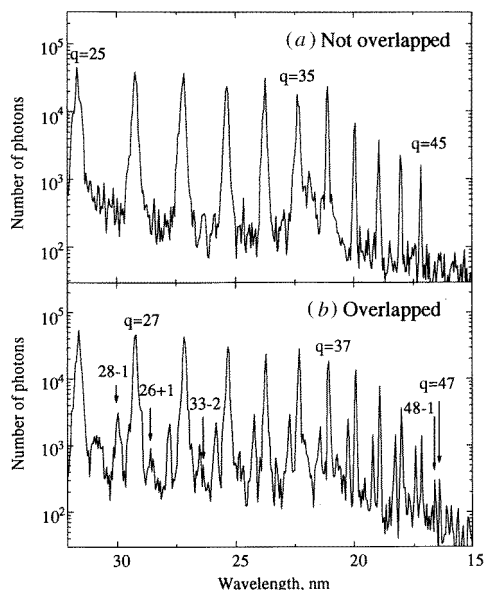 (a) Not overlapped
q=25
q=35
q=45
Number of photons
10^5
10^4
10^3
10^2
(b) Overlapped
q=27
28-1
26+1
33-2
q=37
q=47
48-1
Number of photons
10^5
10^4
10^3
10^2
30
25
20
15
Wavelength, nm